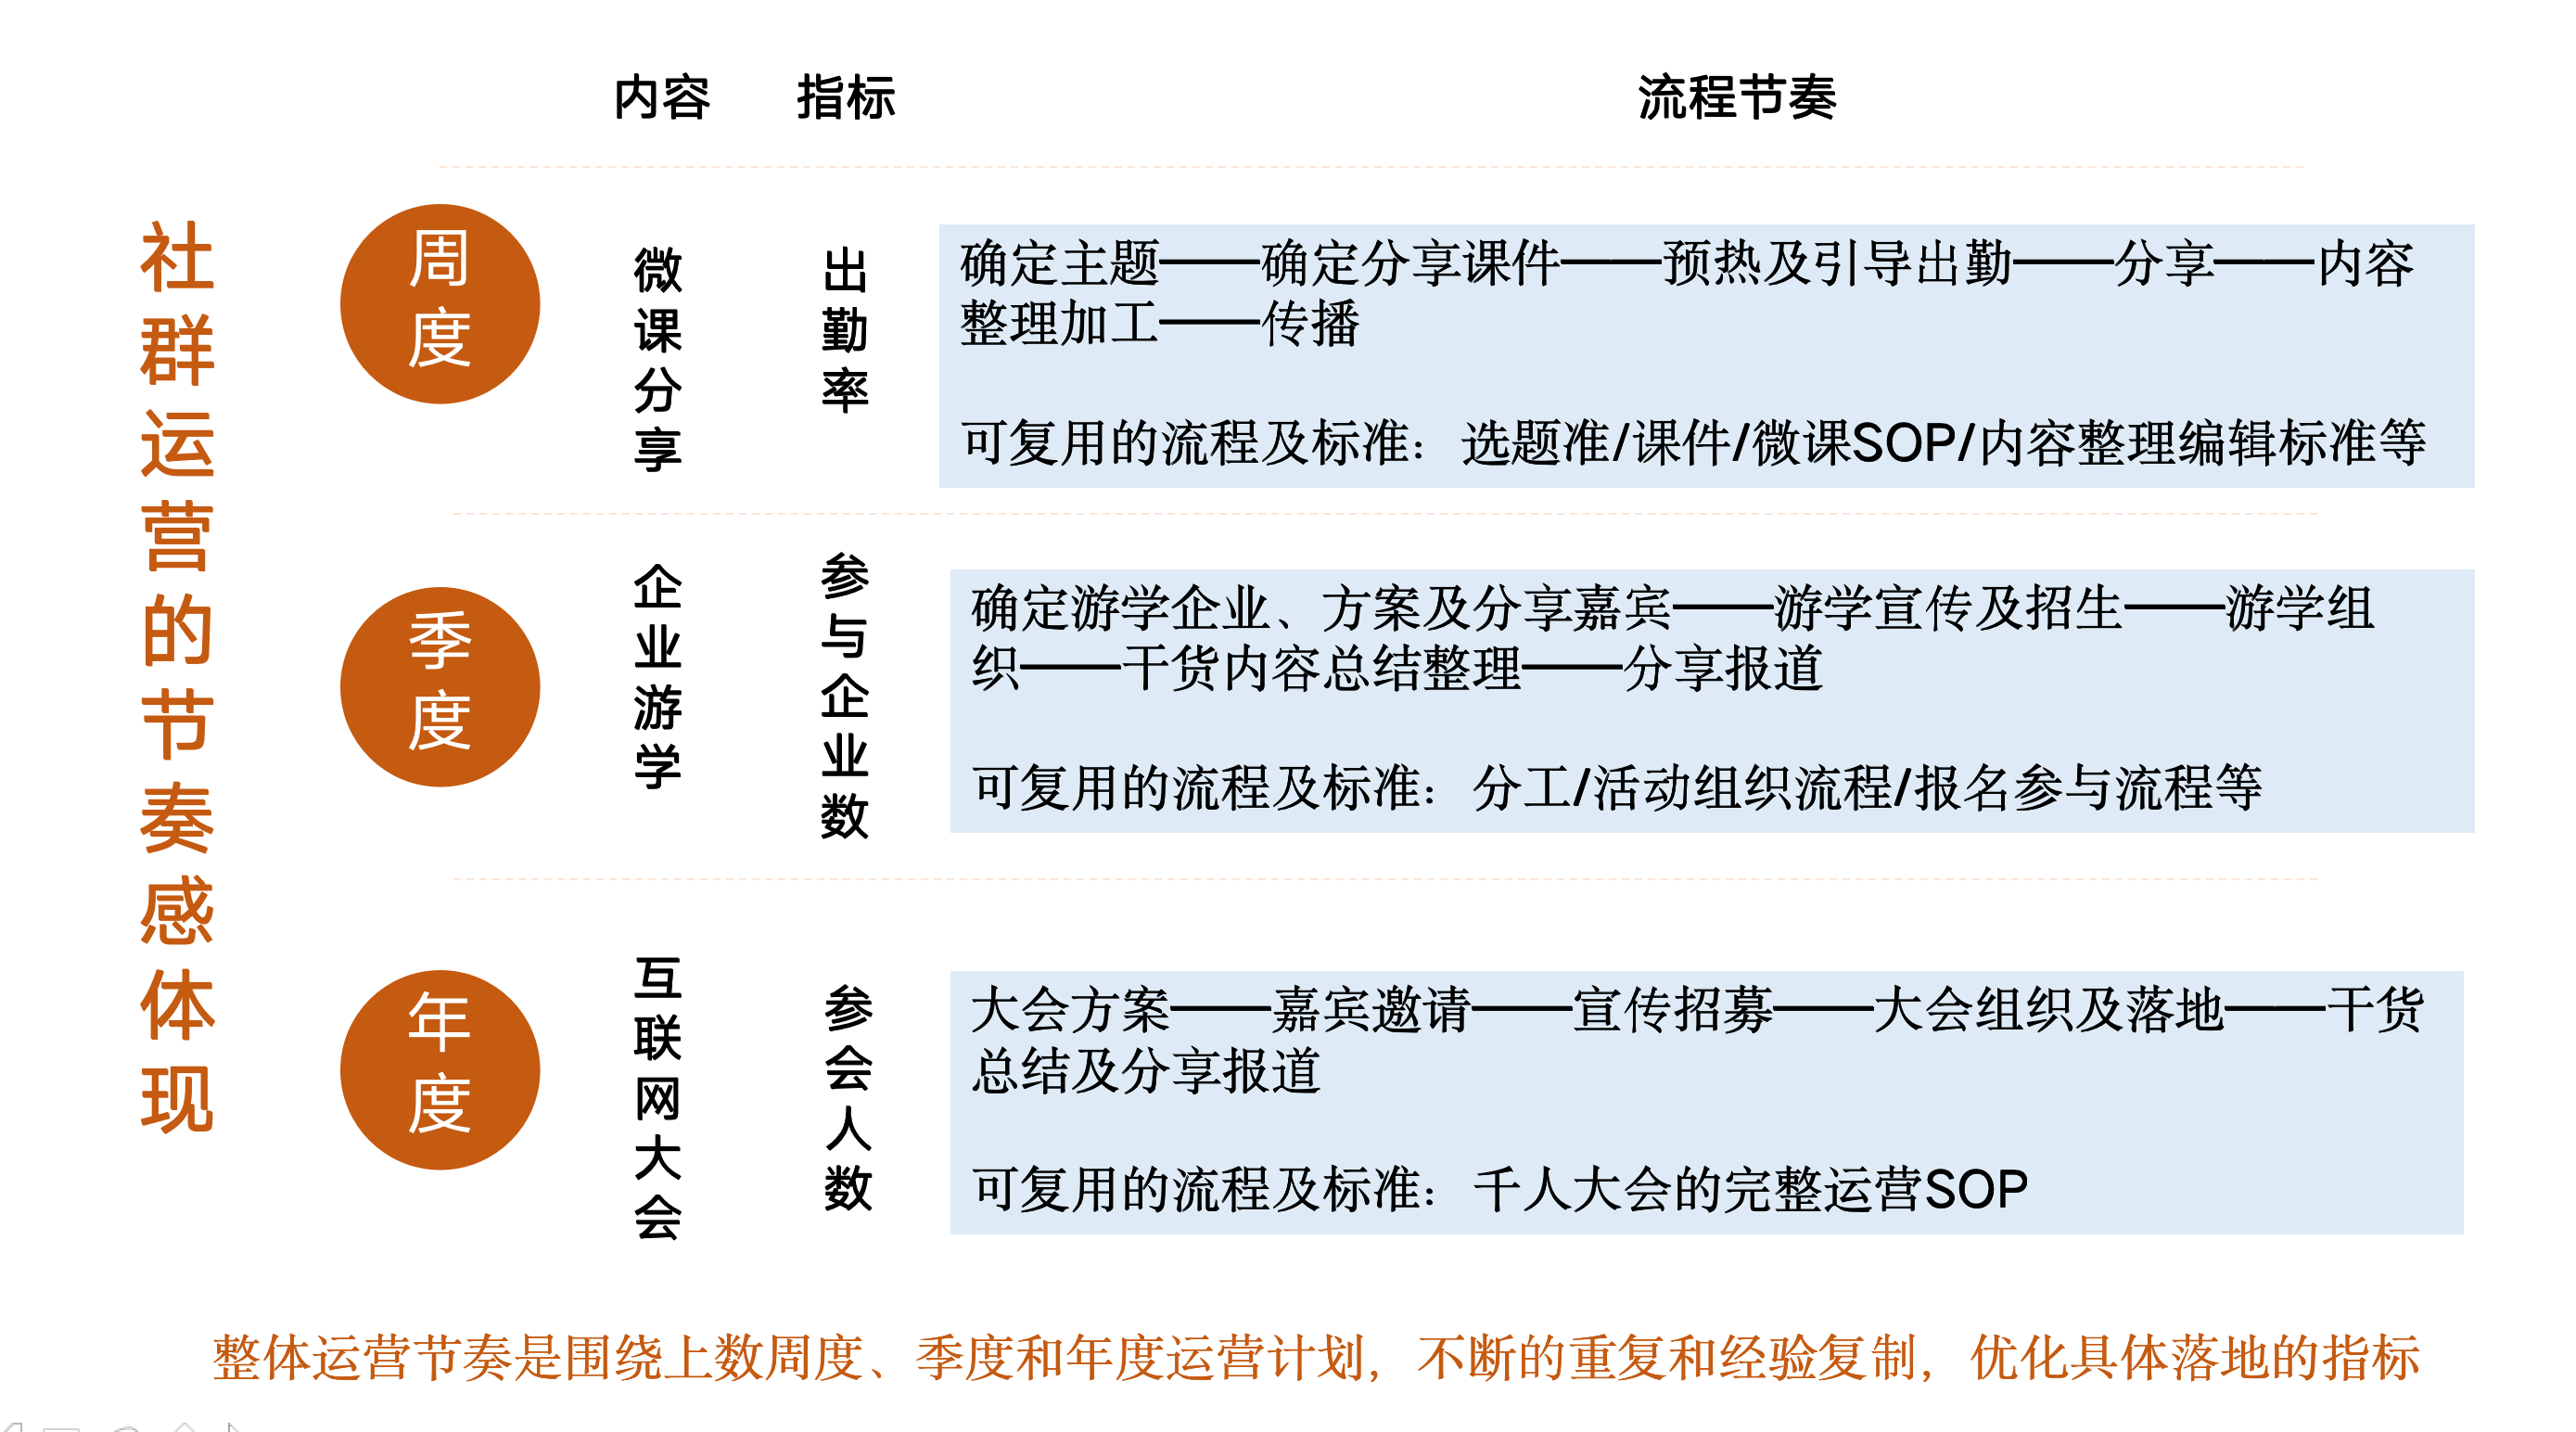 内容 指标 流程节奏
社群运营的节奏感体现
周度
微课分享
出勤率
确定主题——确定分享课件——预热及引导出勤——分享——内容
整理加工——传播
可复用的流程及标准：选题准/课件/微课SOP/内容整理编辑标准等
季度
企业游学
参与企业数
确定游学企业、方案及分享嘉宾——游学宣传及招生——游学组
织——干货内容总结整理——分享报道
可复用的流程及标准：分工/活动组织流程/报名参与流程等
年度
互联网大会
参会人数
大会方案——嘉宾邀请——宣传招募——大会组织及落地——干货
总结及分享报道
可复用的流程及标准：千人大会的完整运营SOP
整体运营节奏是围绕上数周度、季度和年度运营计划，不断的重复和经验复制，优化具体落地的指标